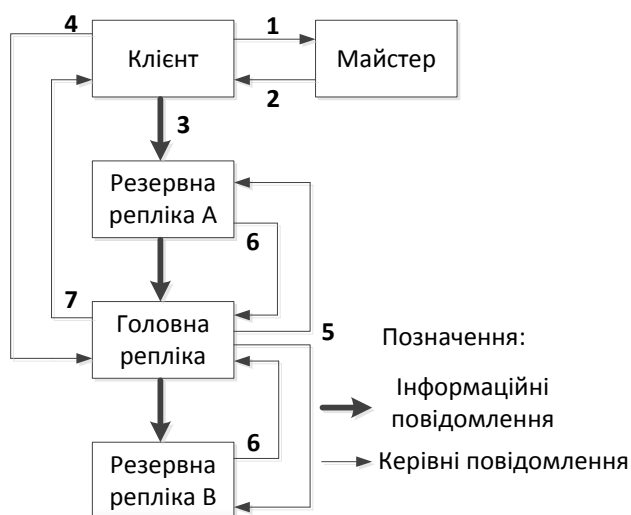 4
1
Клієнт
Майстер
2
3
Резервна
репліка А
6
7
Головна
репліка
5
Позначення:
Інформаційні
повідомлення
6
Резервна
репліка В
Керівні повідомлення